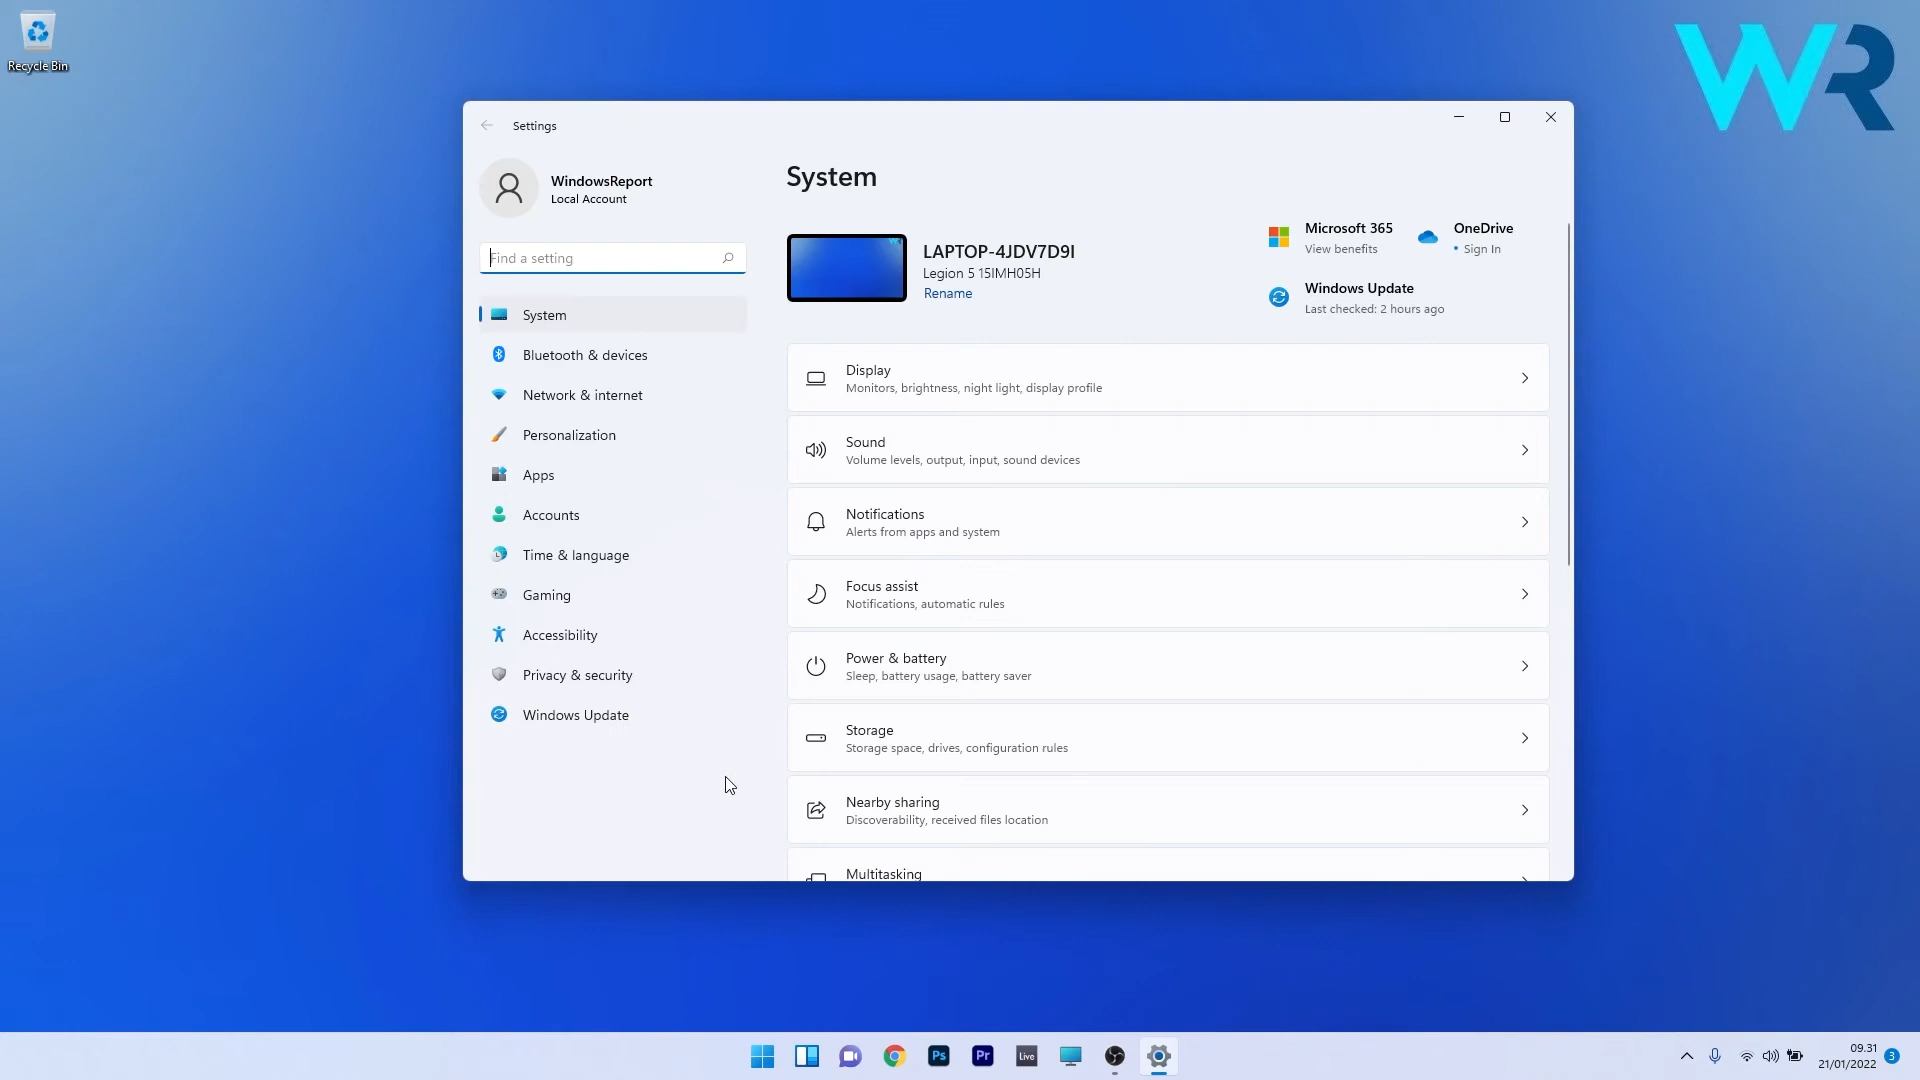 Recycle Bin
WR
Settings
WindowsReport
Local Account
Find a setting
System
Bluetooth & devices
Network & internet
Personalization
Apps
Accounts
Time & language
Gaming
Accessibility
Privacy & security
Windows Update
System
LAPTOP-4JDV7D9I
Legion 5 15IMH05H
Rename
Microsoft 365
View benefits
OneDrive
• Sign In
Windows Update
Last checked: 2 hours ago
Display
Monitors, brightness, night light, display profile
Sound
Volume levels, output, input, sound devices
Notifications
Alerts from apps and system
Focus assist
Notifications, automatic rules
Power & battery
Sleep, battery usage, battery saver
Storage
Storage space, drives, configuration rules
Nearby sharing
Discoverability, received files location
Multitasking
Ps
Pr
Live
09.31
21/01/2022
3